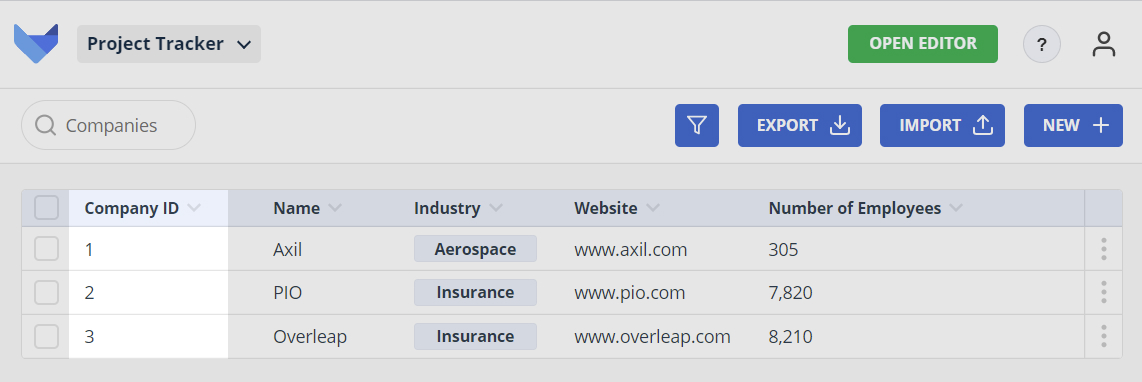 Project Tracker
OPEN EDITOR
?
Companies
EXPORT
IMPORT
NEW
Company ID Name Industry Website Number of Employees
1 Axil Aerospace www.axil.com 305
2 PIO Insurance www.pio.com 7,820
3 Overleap Insurance www.overleap.com 8,210